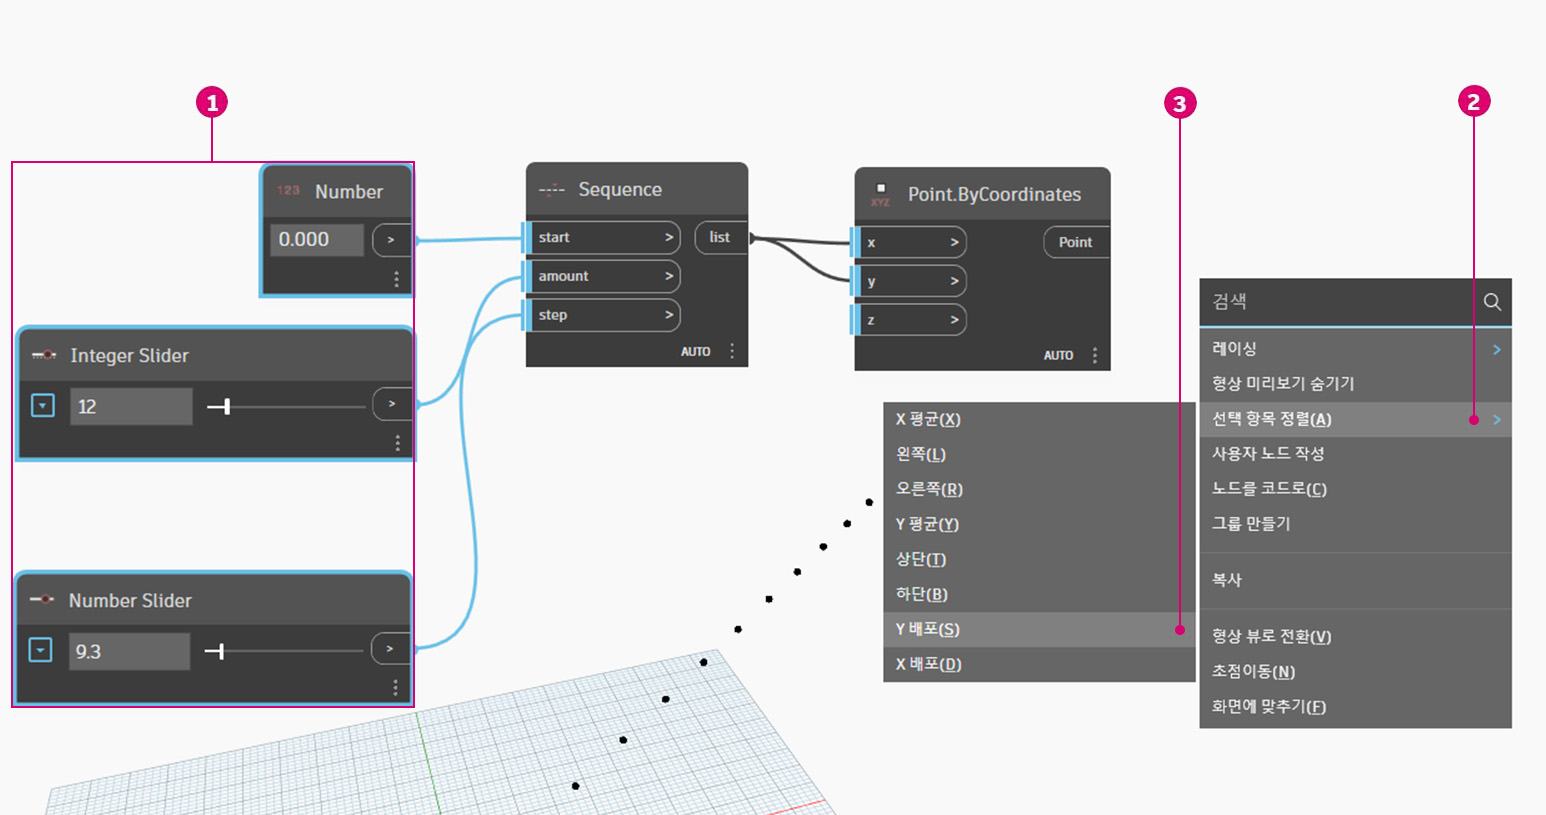 1
3
2
123 Number
0.000 >
Integer Slider
12 >
Number Slider
9.3 >
Sequence
start > list
amount >
step >
AUTO
XYZ Point.ByCoordinates
x > Point
y >
z >
AUTO
X 평균(X)
왼쪽(L)
오른쪽(R)
Y 평균(Y)
상단(T)
하단(B)
Y 배포(S)
X 배포(D)
검색
레이싱 >
형상 미리보기 숨기기
선택 항목 정렬(A) >
사용자 노드 작성
노드를 코드로(C)
그룹 만들기
복사
형상 뷰로 전환(V)
초점이동(N)
화면에 맞추기(F)